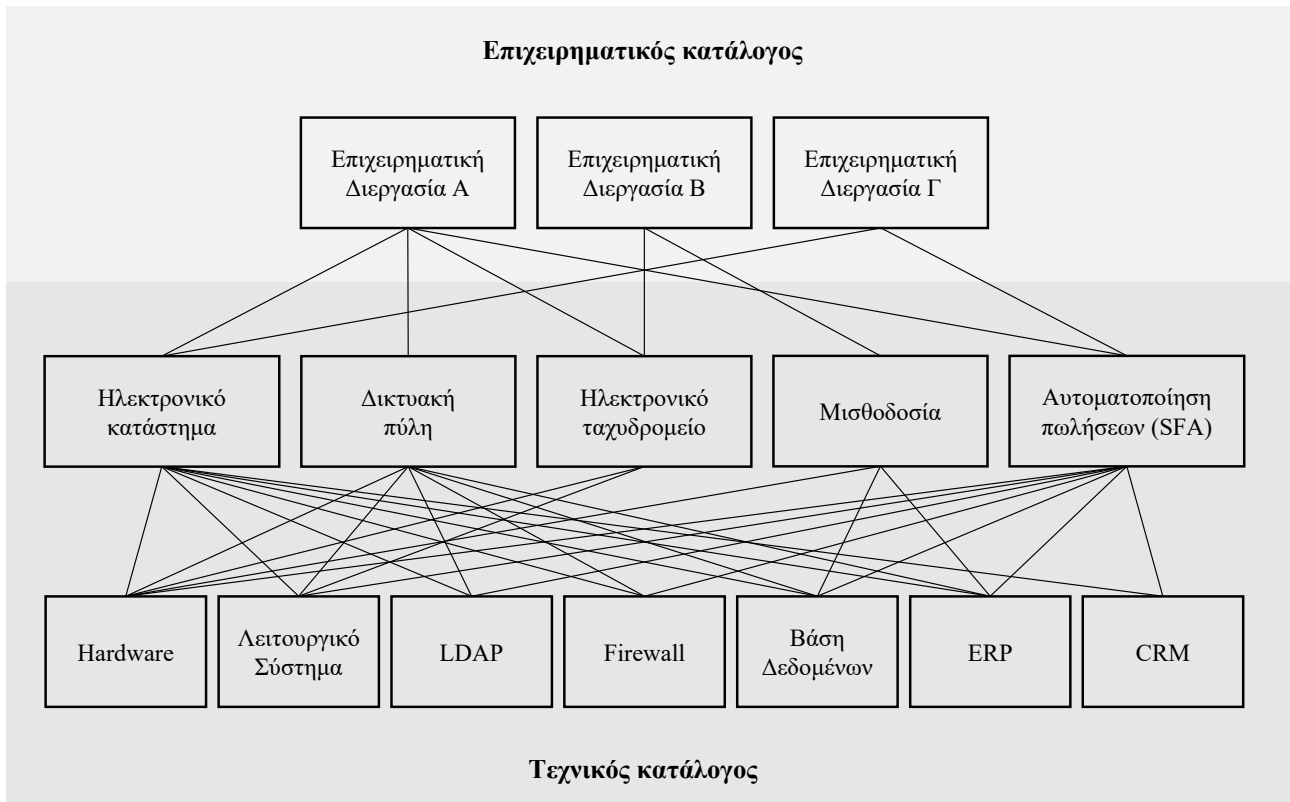 Επιχειρηματικός κατάλογος
Επιχειρηματική
Διεργασία Α
Επιχειρηματική
Διεργασία Β
Επιχειρηματική
Διεργασία Γ
Ηλεκτρονικό
κατάστημα
Δικτυακή
πύλη
Ηλεκτρονικό
ταχυδρομείο
Μισθοδοσία
Αυτοματοποίηση
πωλήσεων (SFA)
Hardware
Λειτουργικό
Σύστημα
LDAP
Firewall
Βάση
Δεδομένων
ERP
CRM
Τεχνικός κατάλογος